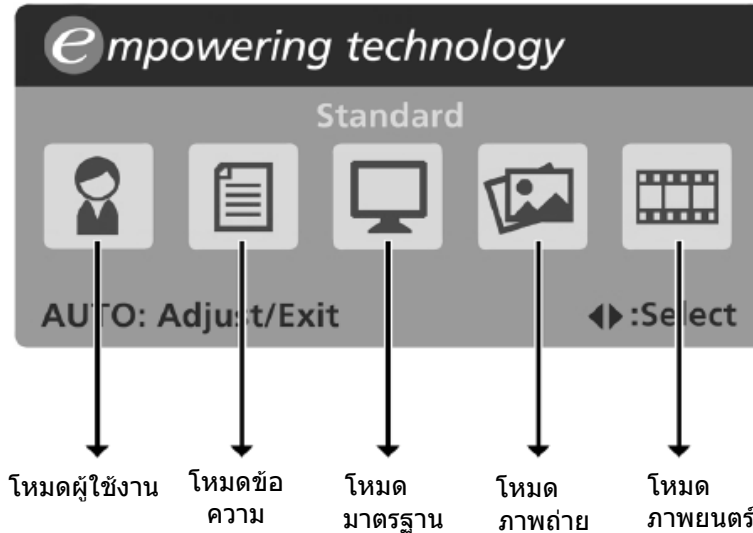 empowering technology
Standard
AUTO: Adjust/Exit
:Select
โหมดผู้ใช้งาน
โหมดข้อ
ความ
โหมด
มาตรฐาน
โหมด
ภาพถ่าย
โหมด
ภาพยนตร์